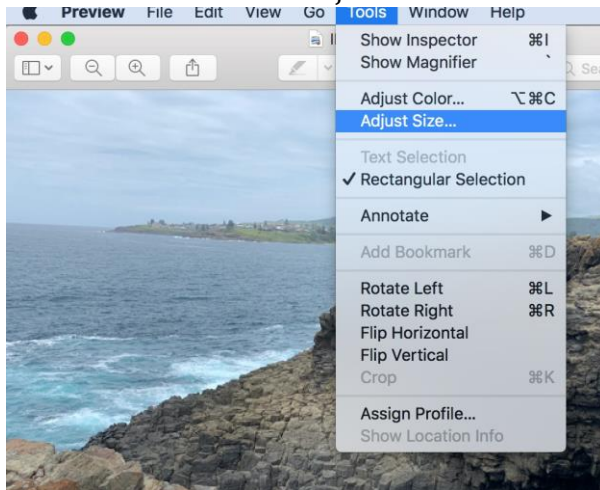 Preview File Edit View Go Tools Window Help
Show Inspector ⌘I
Show Magnifier `
Adjust Color... ⌥⌘C
Adjust Size...
Text Selection
✓ Rectangular Selection
Annotate ▶
Add Bookmark ⌘D
Rotate Left ⌘L
Rotate Right ⌘R
Flip Horizontal
Flip Vertical
Crop ⌘K
Assign Profile...
Show Location Info